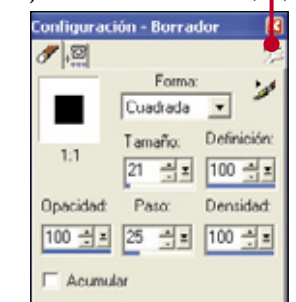 Configuración - Borrador
Forma:
Cuadrada
1:1
Tamaño: Definición:
21 100
Opacidad: Paso: Densidad:
100 25 100
Acumular